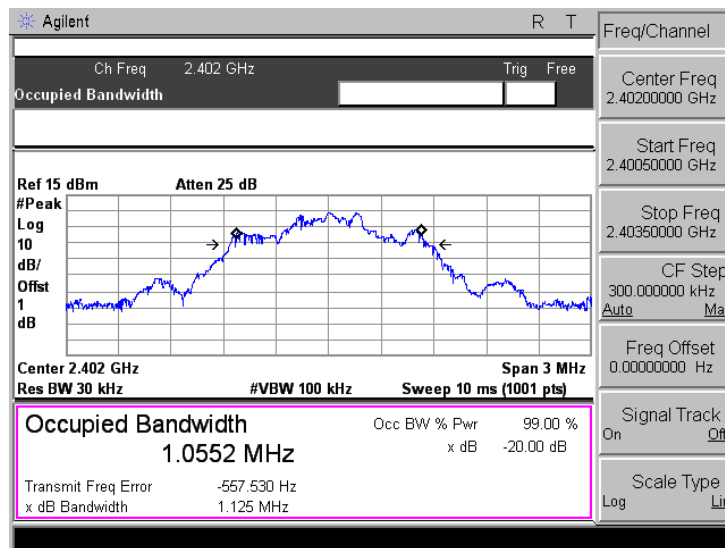 Agilent R T
Ch Freq 2.402 GHz Trig Free
Occupied Bandwidth
Ref 15 dBm Atten 25 dB
#Peak
Log
10
dB/
Offst
1
dB
Center 2.402 GHz Span 3 MHz
Res BW 30 kHz #VBW 100 kHz Sweep 10 ms (1001 pts)
Occupied Bandwidth
1.0552 MHz
Occ BW % Pwr 99.00 %
x dB -20.00 dB
Transmit Freq Error -557.530 Hz
x dB Bandwidth 1.125 MHz
Freq/Channel
Center Freq
2.40200000 GHz
Start Freq
2.40050000 GHz
Stop Freq
2.40350000 GHz
CF Step
300.000000 kHz
Auto Ma
Freq Offset
0.00000000 Hz
Signal Track
On Off
Scale Type
Log Lin